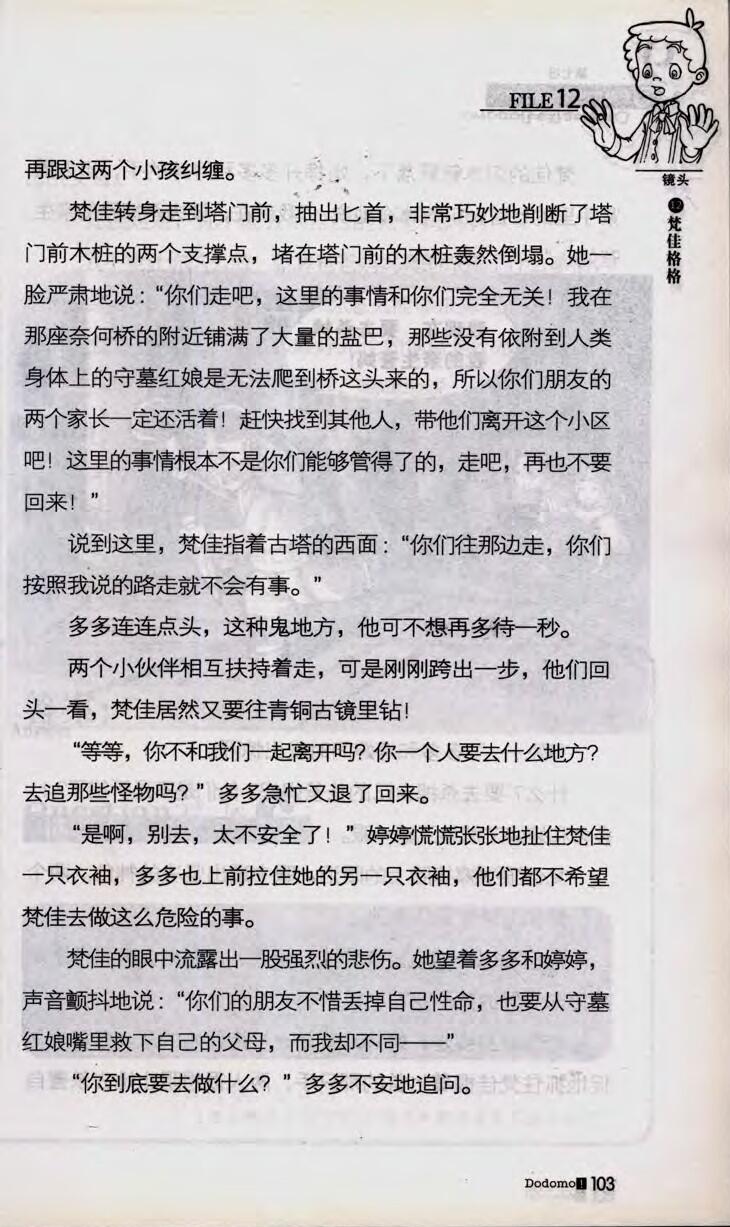 FILE12
镜头
⑫梵佳格格
再跟这两个小孩纠缠。
梵佳转身走到塔门前，抽出匕首，非常巧妙地削断了塔
门前木桩的两个支撑点，堵在塔门前的木桩轰然倒塌。她一
脸严肃地说：“你们走吧，这里的事情和你们完全无关！我在
那座奈何桥的附近铺满了大量的盐巴，那些没有依附到人类
身体上的守墓红娘是无法爬到桥这头来的，所以你们朋友的
两个家长一定还活着！赶快找到其他人，带他们离开这个小区
吧！这里的事情根本不是你们能够管得了的，走吧，再也不要
回来！”
说到这里，梵佳指着古塔的西面：“你们往那边走，你们
按照我说的路走就不会有事。”
多多连连点头，这种鬼地方，他可不想再多待一秒。
两个小伙伴相互扶持着走，可是刚刚跨出一步，他们回
头一看，梵佳居然又要往青铜古镜里钻！
“等等，你不和我们一起离开吗？你一个人要去什么地方？
去追那些怪物吗？”多多急忙又退了回来。
“是啊，别去，太不安全了！”婷婷慌慌张张地扯住梵佳
一只衣袖，多多也上前拉住她的另一只衣袖，他们都不希望
梵佳去做这么危险的事。
梵佳的眼中流露出一股强烈的悲伤。她望着多多和婷婷，
声音颤抖地说：“你们的朋友不惜丢掉自己性命，也要从守墓
红娘嘴里救下自己的父母，而我却不同——”
“你到底要去做什么？”多多不安地追问。
Dodomo1 103